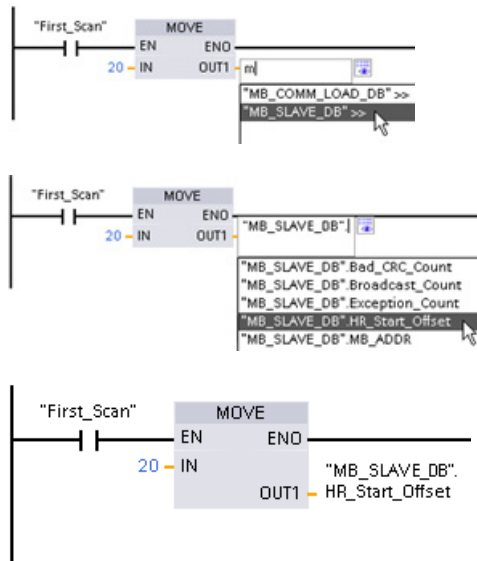 "First_Scan"
MOVE
EN ENO
20 IN OUT1 m
"MB_COMM_LOAD_DB" >>
"MB_SLAVE_DB" >>
"First_Scan"
MOVE
EN ENO
20 IN OUT1 "MB_SLAVE_DB".
"MB_SLAVE_DB".Bad_CRC_Count
"MB_SLAVE_DB".Broadcast_Count
"MB_SLAVE_DB".Exception_Count
"MB_SLAVE_DB".HR_Start_Offset
"MB_SLAVE_DB".MB_ADDR
"First_Scan"
MOVE
EN ENO
20 IN
"MB_SLAVE_DB".
OUT1 HR_Start_Offset